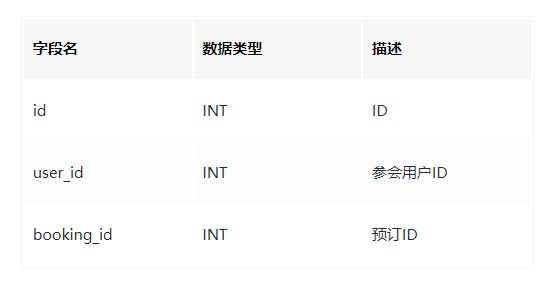 字段名 数据类型 描述
id INT ID
user_id INT 参会用户ID
booking_id INT 预订ID